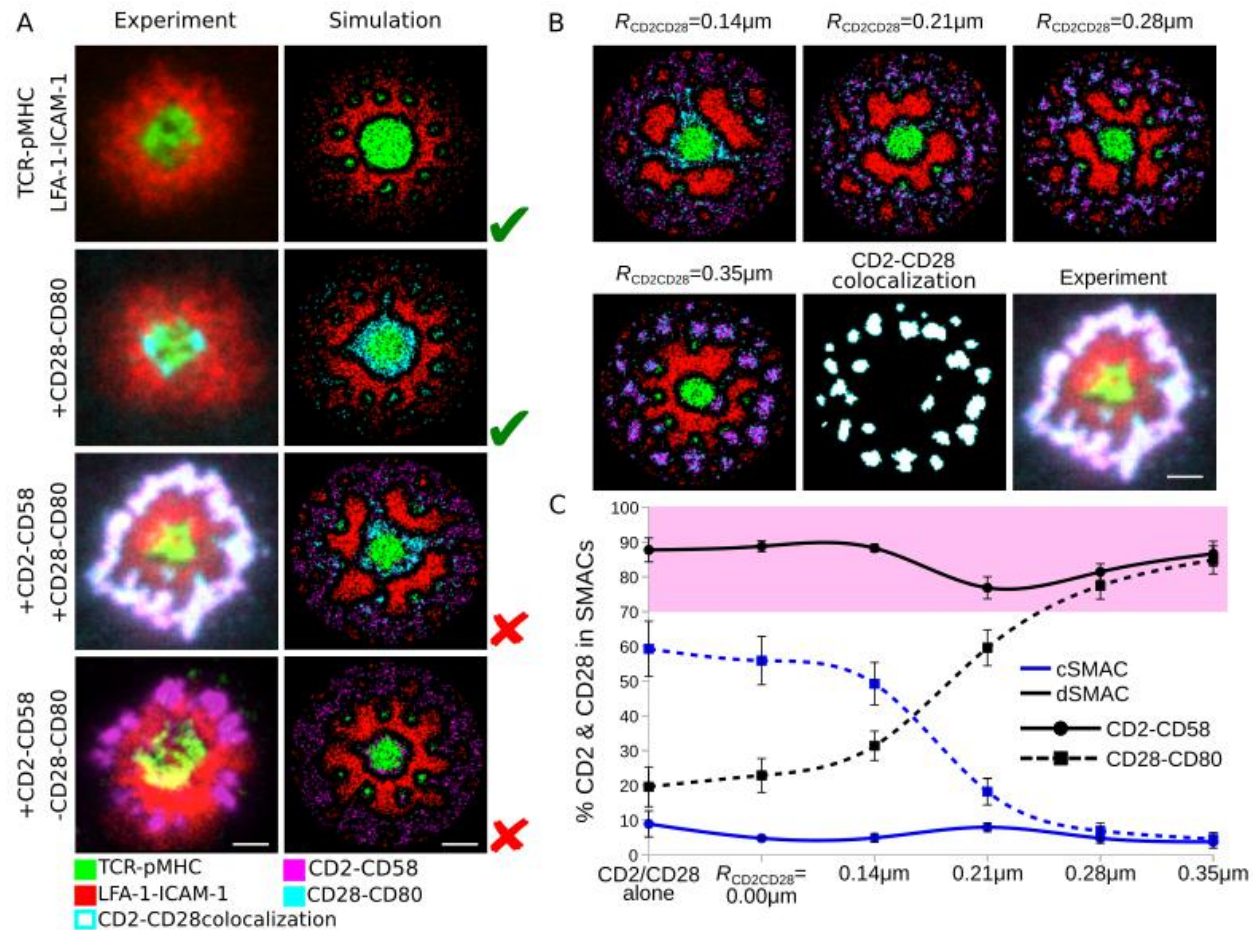 A
Experiment
Simulation
TCR-pMHC
LFA-1-ICAM-1
+CD28-CD80
+CD2-CD58
+CD28-CD80
+CD2-CD58
-CD28-CD80
TCR-pMHC
CD2-CD58
LFA-1-ICAM-1
CD28-CD80
CD2-CD28colocalization
B
RCD2CD28=0.14μm
RCD2CD28=0.21μm
RCD2CD28=0.28μm
RCD2CD28=0.35μm
CD2-CD28
colocalization
Experiment
C
% CD2 & CD28 in SMACs
100
90
80
70
60
50
40
30
20
10
0
cSMAC
dSMAC
CD2-CD58
CD28-CD80
CD2/CD28
alone
RCD2CD28=
0.00μm
0.14μm
0.21μm
0.28μm
0.35μm